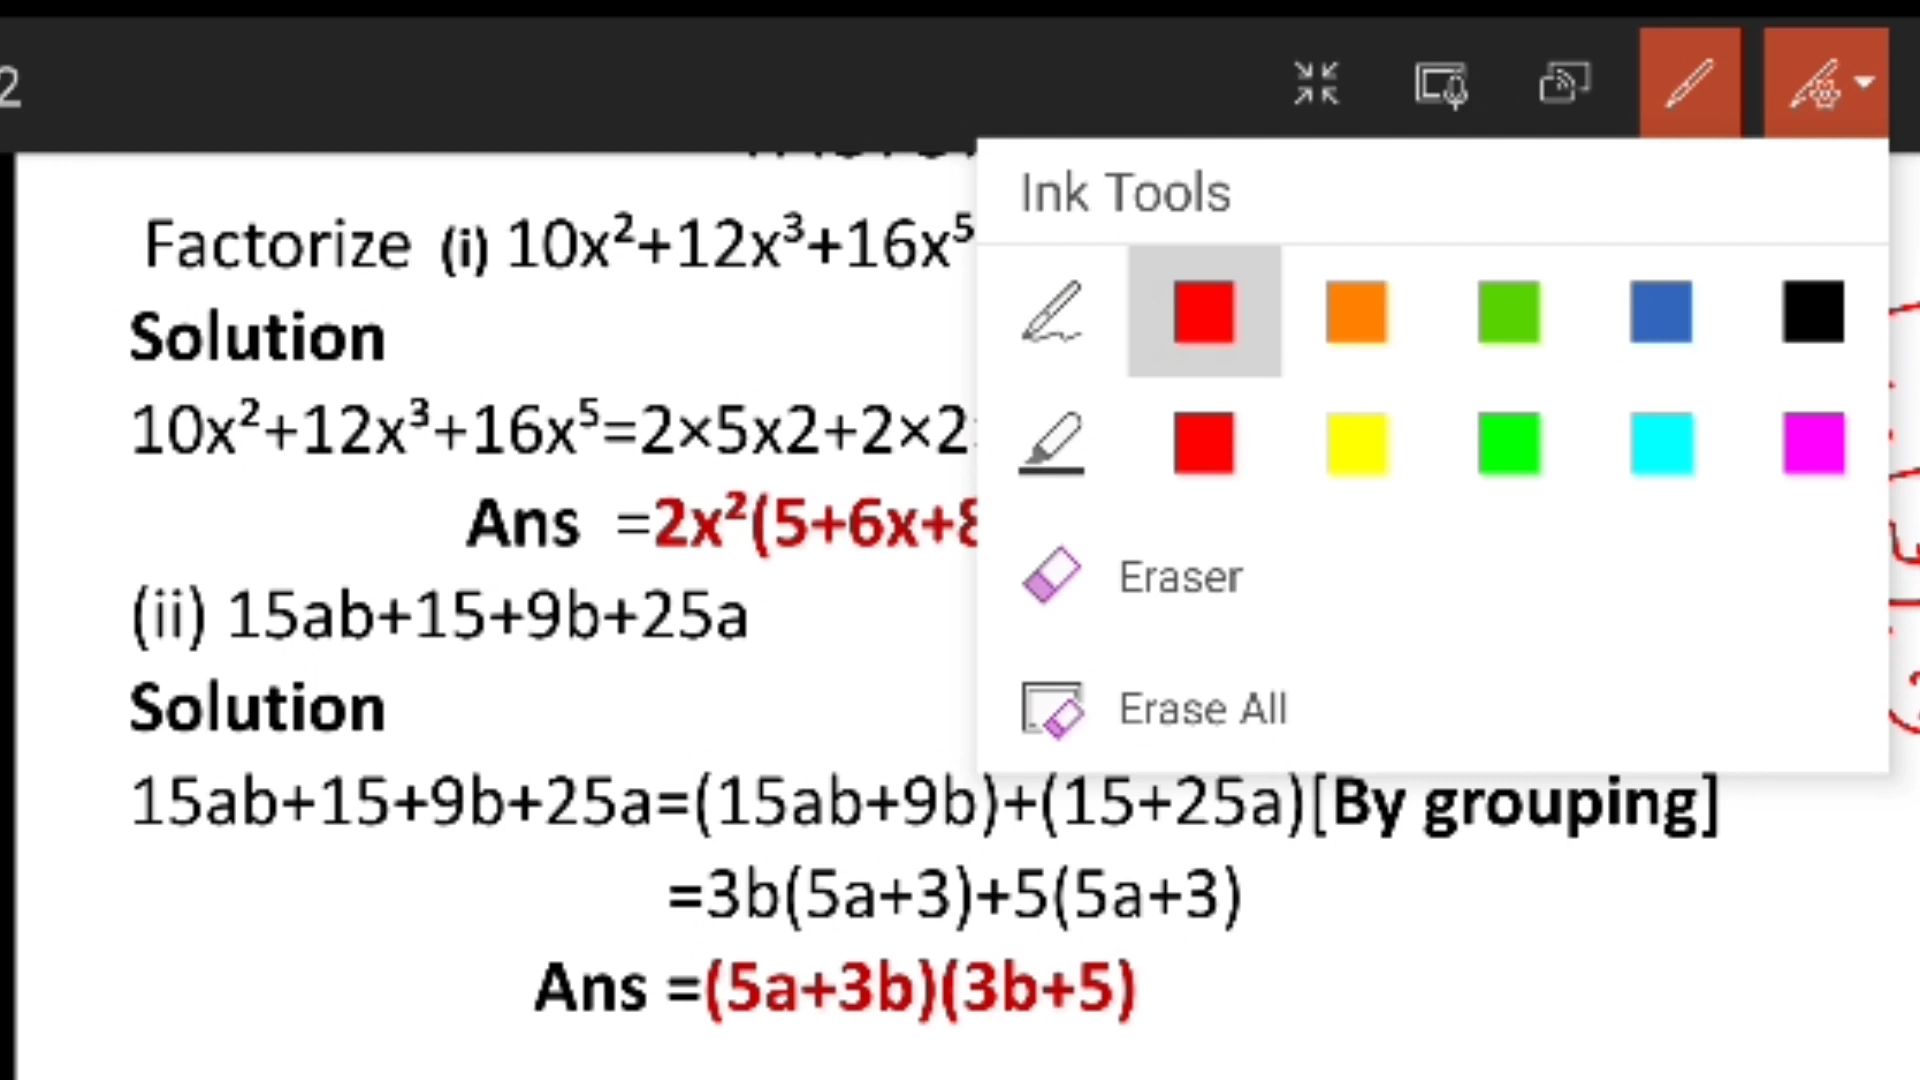 2
Ink Tools
Factorize (i) 10x²+12x³+16x⁵
Solution
10x²+12x³+16x⁵=2×5x2+2×2
Ans =2x²(5+6x+8
(ii) 15ab+15+9b+25a
Eraser
Solution
Erase All
15ab+15+9b+25a=(15ab+9b)+(15+25a)[By grouping]
=3b(5a+3)+5(5a+3)
Ans =(5a+3b)(3b+5)